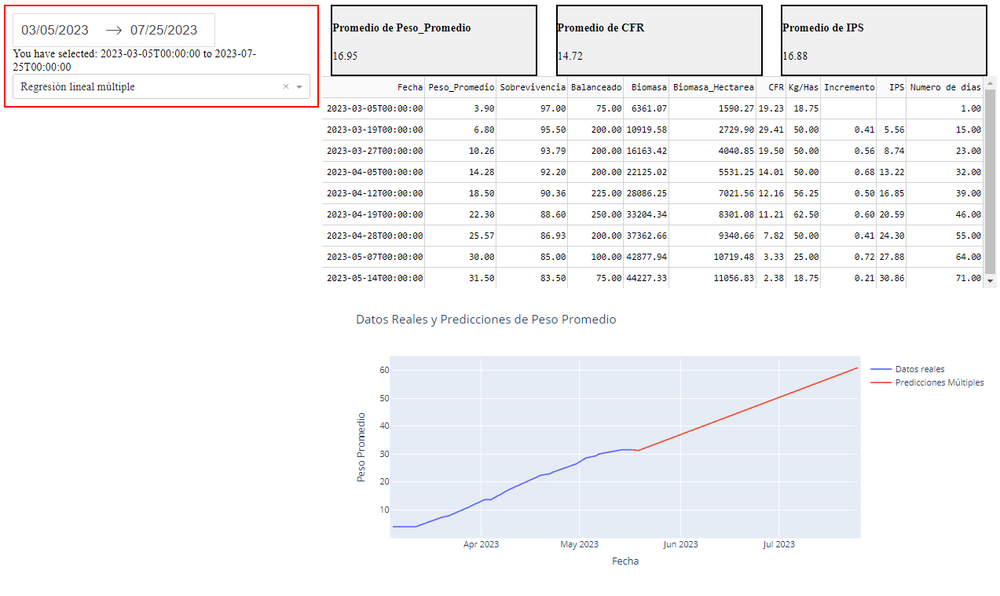 03/05/2023 → 07/25/2023
You have selected: 2023-03-05T00:00:00 to 2023-07-
25T00:00:00
Regresión lineal múltiple × 
Promedio de Peso_Promedio
16.95
Promedio de CFR
14.72
Promedio de IPS
16.88
Fecha Peso_Promedio Sobrevivencia Balanceado Biomasa Biomasa_Hectarea CFR Kg/Has Incremento IPS Numero de dias
2023-03-05T00:00:00 3.90 97.00 75.00 6361.07 1590.27 19.23 18.75 1.00
2023-03-19T00:00:00 6.80 95.50 200.00 10919.58 2729.90 29.41 50.00 0.41 5.56 15.00
2023-03-27T00:00:00 10.26 93.79 200.00 16163.42 4040.85 19.50 50.00 0.56 8.74 23.00
2023-04-05T00:00:00 14.28 92.20 200.00 22125.02 5531.25 14.01 50.00 0.68 13.22 32.00
2023-04-12T00:00:00 18.50 90.36 225.00 28086.25 7021.56 12.16 56.25 0.50 16.85 39.00
2023-04-19T00:00:00 22.30 88.60 250.00 33204.34 8301.08 11.21 62.50 0.60 20.59 46.00
2023-04-28T00:00:00 25.57 86.93 200.00 37362.66 9340.66 7.82 50.00 0.41 24.30 55.00
2023-05-07T00:00:00 30.00 85.00 100.00 42877.94 10719.48 3.33 25.00 0.72 27.88 64.00
2023-05-14T00:00:00 31.50 83.50 75.00 44227.33 11056.83 2.38 18.75 0.21 30.86 71.00
Datos Reales y Predicciones de Peso Promedio
Peso Promedio
60
50
40
30
20
10
Apr 2023 May 2023 Jun 2023 Jul 2023
Fecha
Datos reales
Predicciones Múltiples